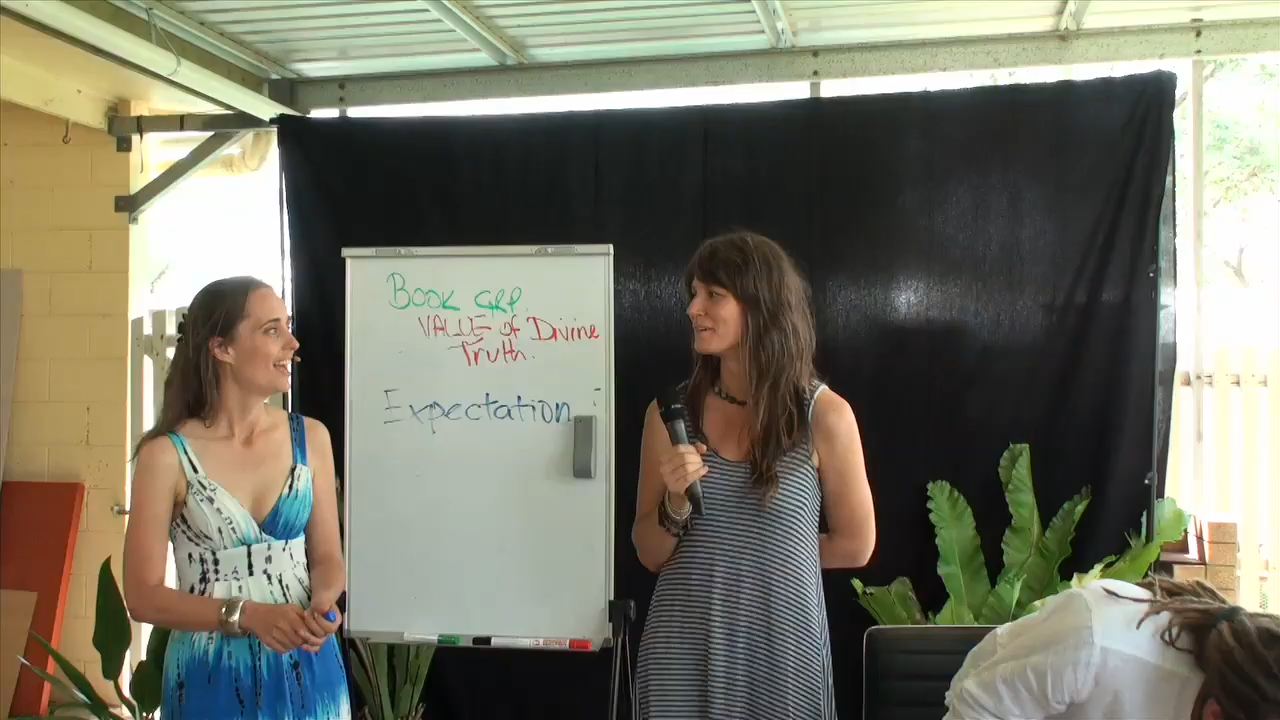 BOOK GRP.
VALUE of Divine
Truth.
Expectation